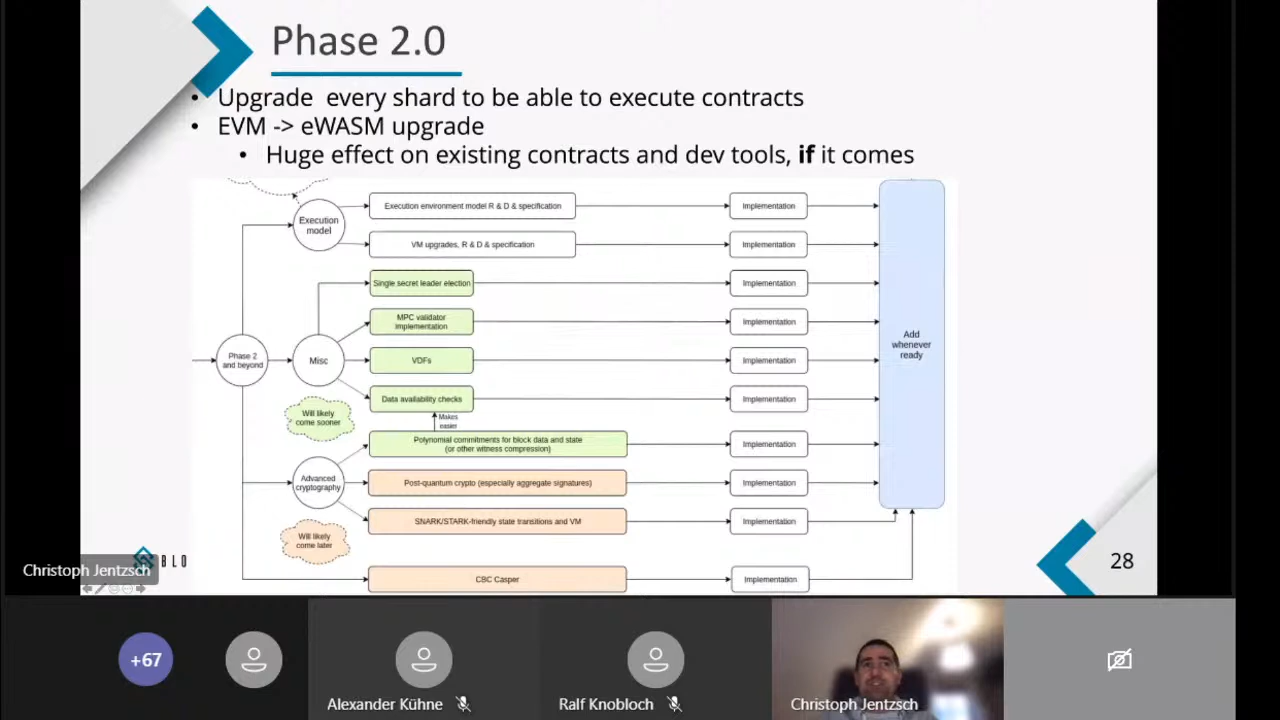 Phase 2.0
• Upgrade every shard to be able to execute contracts
• EVM -> eWASM upgrade
• Huge effect on existing contracts and dev tools, if it comes
Execution
model
Execution environment model R & D & specification
Implementation
VM upgrades, R & D & specification
Implementation
Single secret leader election
Implementation
MPC validator
implementation
Implementation
Phase 2
and beyond
Misc
VDFs
Implementation
Add
whenever
ready
Data availability checks
Implementation
Will likely
come sooner
Makes
easier
Polynomial commitments for block data and state
(or other witness compression)
Implementation
Advanced
cryptography
Post-quantum crypto (especially aggregate signatures)
Implementation
SNARK/STARK-friendly state transitions and VM
Implementation
Will likely
come later
CBC Casper
Implementation
BLO
28
Christoph Jentzsch
+67
Alexander Kühne
Ralf Knobloch
Christoph Jentzsch